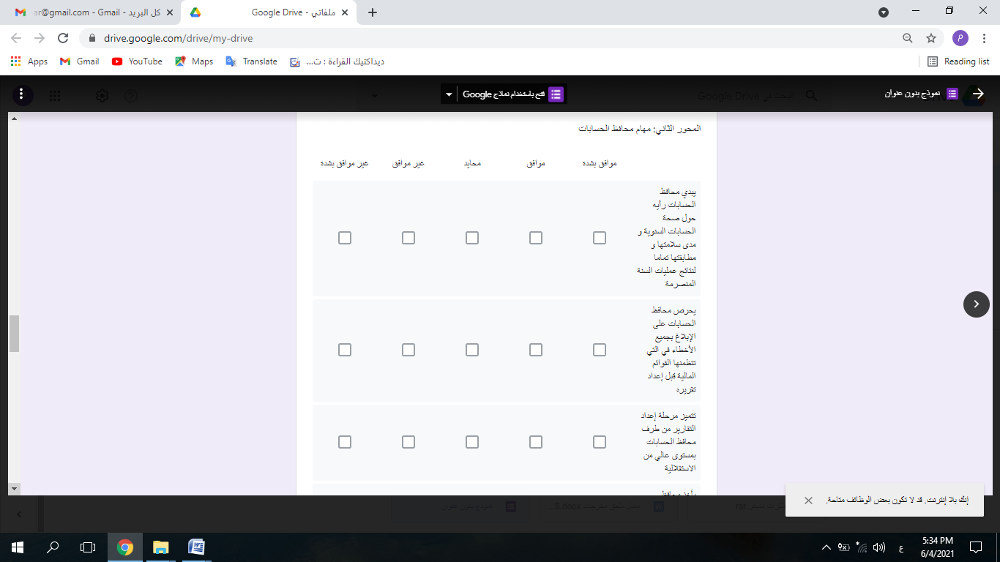 كل البريد - ar@gmail.com - Gmail
ملفاتي - Google Drive
drive.google.com/drive/my-drive
P
Apps
Gmail
YouTube
Maps
Translate
ديداكتيك القراءة : ت...
Reading list
فتح باستخدام نماذج Google
نموذج بدون عنوان
البحث في Google Drive
المحور الثاني: مهام محافظ الحسابات
موافق بشدة
موافق
محايد
غير موافق
غير موافق بشدة
يبدي محافظ
الحسابات رأيه
حول صحة
الحسابات السنوية و
مدى سلامتها و
مطابقتها تماما
لنتائج عمليات السنة
المنصرمة
يحرص محافظ
الحسابات على
الإبلاغ بجميع
الأخطاء في التي
تتظمنها القوائم
المالية قبل إعداد
تقريره
تتميز مرحلة إعداد
التقارير من طرف
محافظ الحسابات
بمستوى عالي من
الاستقلالية
إنك بلا إنترنت. قد لا تكون بعض الوظائف متاحة.
نموذج بدون عنوان
S.docx...
rar.
ع
5:34 PM
6/4/2021